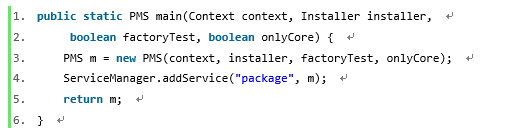 1. public static PMS main(Context context, Installer installer, ↵
2. boolean factoryTest, boolean onlyCore) { ↵
3. PMS m = new PMS(context, installer, factoryTest, onlyCore); ↵
4. ServiceManager.addService("package", m); ↵
5. return m; ↵
6. } ↵